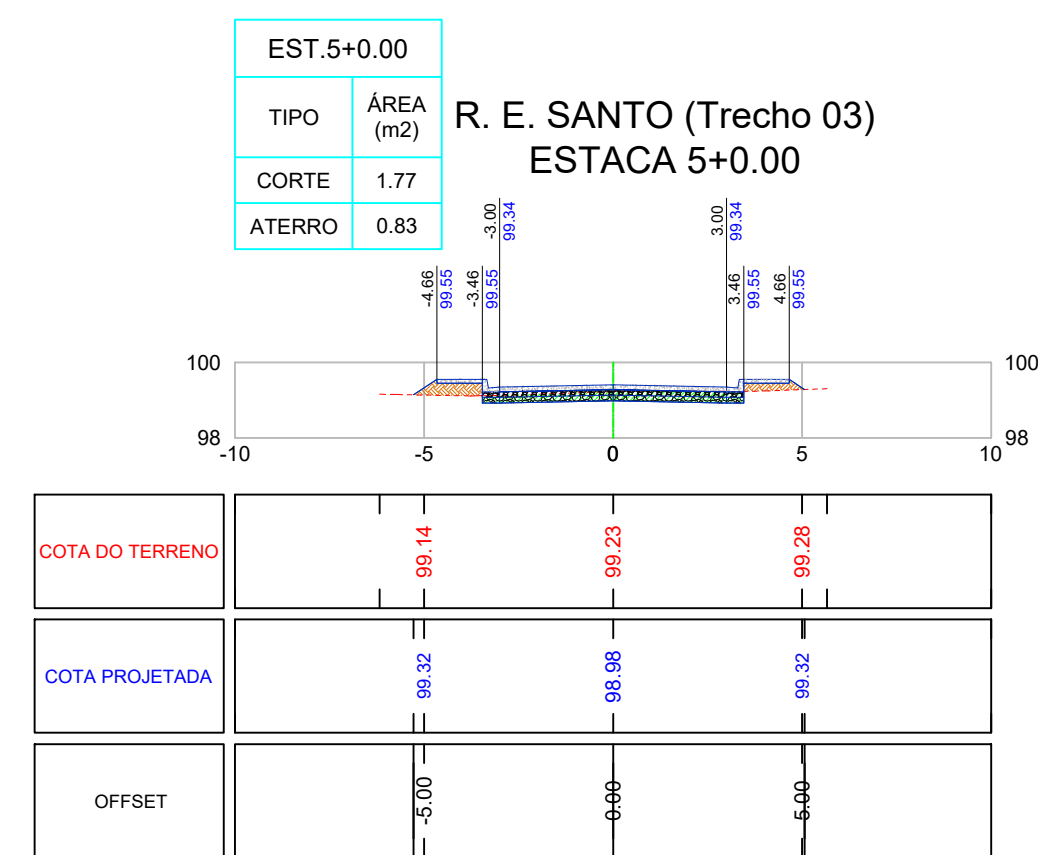 EST.5+0.00
TIPO
ÁREA
(m2)
CORTE 1.77
ATERRO 0.83
R. E. SANTO (Trecho 03)
ESTACA 5+0.00
-3.00
99.34
3.00
99.34
-4.66
99.55
-3.46
99.55
3.46
99.55
4.66
99.55
100
100
98
98
-10 -5 0 5 10
COTA DO TERRENO 99.14 99.23 99.28
COTA PROJETADA 99.32 98.98 99.32
OFFSET -5.00 0.00 5.00